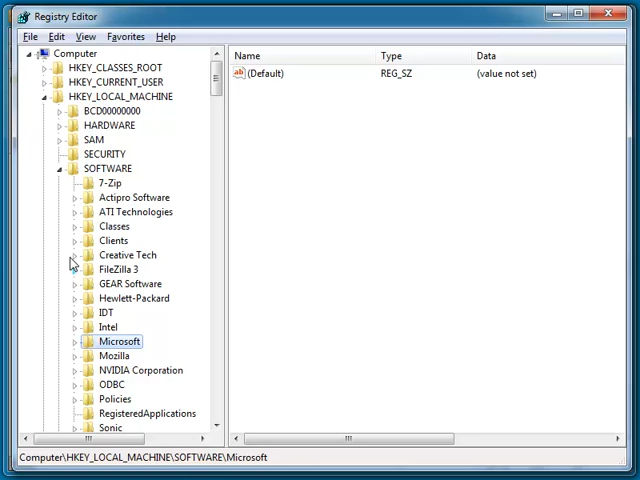 Registry Editor
File Edit View Favorites Help
Computer
HKEY_CLASSES_ROOT
HKEY_CURRENT_USER
HKEY_LOCAL_MACHINE
BCD00000000
HARDWARE
SAM
SECURITY
SOFTWARE
7-Zip
Actipro Software
ATI Technologies
Classes
Clients
Creative Tech
FileZilla 3
GEAR Software
Hewlett-Packard
IDT
Intel
Microsoft
Mozilla
NVIDIA Corporation
ODBC
Policies
RegisteredApplications
Sonic
Name Type Data
ab (Default) REG_SZ (value not set)
Computer\HKEY_LOCAL_MACHINE\SOFTWARE\Microsoft